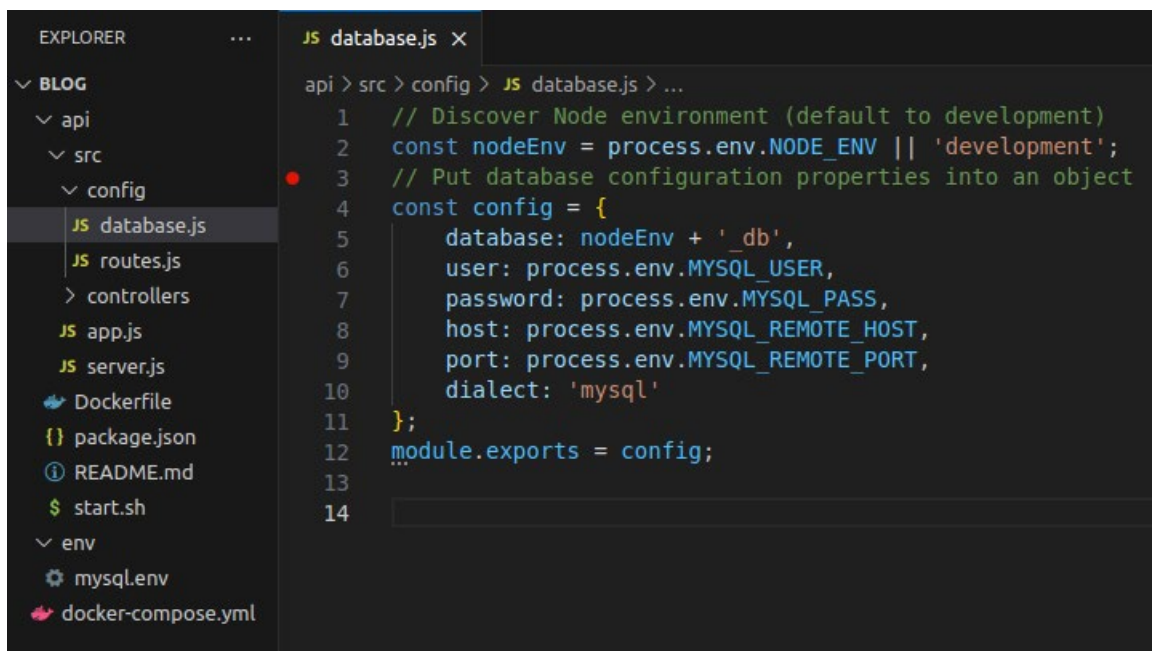 EXPLORER ...
BLOG
api
src
config
JS database.js
JS routes.js
controllers
JS app.js
JS server.js
Dockerfile
{} package.json
README.md
$ start.sh
env
mysql.env
docker-compose.yml
JS database.js ×
api > src > config > JS database.js > ...
1 // Discover Node environment (default to development)
2 const nodeEnv = process.env.NODE_ENV || 'development';
3 // Put database configuration properties into an object
4 const config = {
5     database: nodeEnv + '_db',
6     user: process.env.MYSQL_USER,
7     password: process.env.MYSQL_PASS,
8     host: process.env.MYSQL_REMOTE_HOST,
9     port: process.env.MYSQL_REMOTE_PORT,
10     dialect: 'mysql'
11 };
12 module.exports = config;
13
14